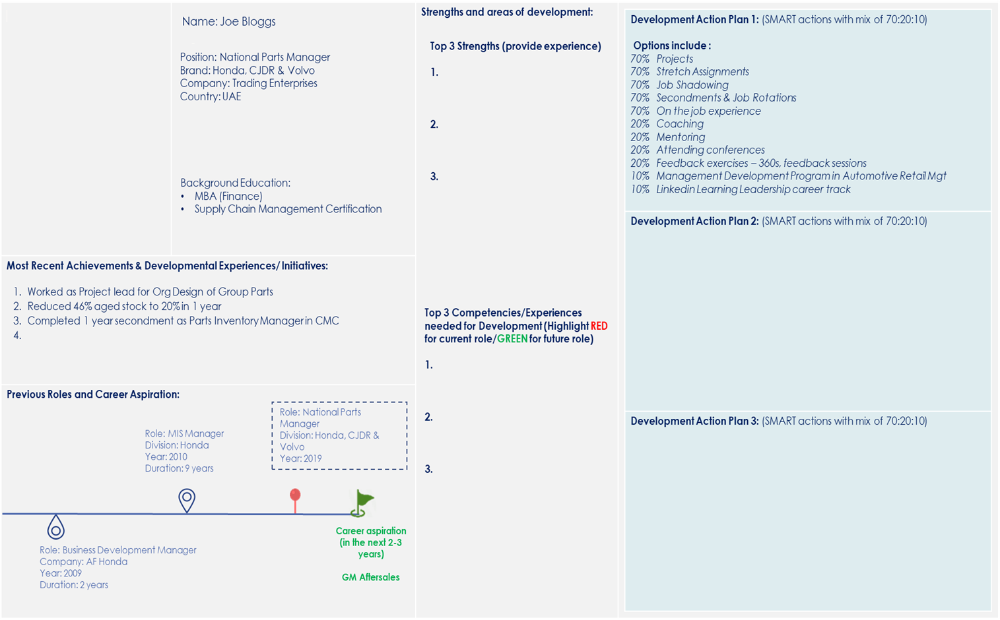 Name: Joe Bloggs
Position: National Parts Manager
Brand: Honda, CJDR & Volvo
Company: Trading Enterprises
Country: UAE
Background Education:
• MBA (Finance)
• Supply Chain Management Certification
Most Recent Achievements & Developmental Experiences/ Initiatives:
1. Worked as Project lead for Org Design of Group Parts
2. Reduced 46% aged stock to 20% in 1 year
3. Completed 1 year secondment as Parts Inventory Manager in CMC
4.
Previous Roles and Career Aspiration:
Role: Business Development Manager
Company: AF Honda
Year: 2009
Duration: 2 years
Role: MIS Manager
Division: Honda
Year: 2010
Duration: 9 years
Role: National Parts
Manager
Division: Honda, CJDR &
Volvo
Year: 2019
Career aspiration
(in the next 2-3
years)
GM Aftersales
Strengths and areas of development:
Top 3 Strengths (provide experience)
1.
2.
3.
Top 3 Competencies/Experiences
needed for Development (Highlight RED
for current role/GREEN for future role)
1.
2.
3.
Development Action Plan 1: (SMART actions with mix of 70:20:10)
Options include :
70% Projects
70% Stretch Assignments
70% Job Shadowing
70% Secondments & Job Rotations
70% On the job experience
20% Coaching
20% Mentoring
20% Attending conferences
20% Feedback exercises – 360s, feedback sessions
10% Management Development Program in Automotive Retail Mgt
10% Linkedin Learning Leadership career track
Development Action Plan 2: (SMART actions with mix of 70:20:10)
Development Action Plan 3: (SMART actions with mix of 70:20:10)